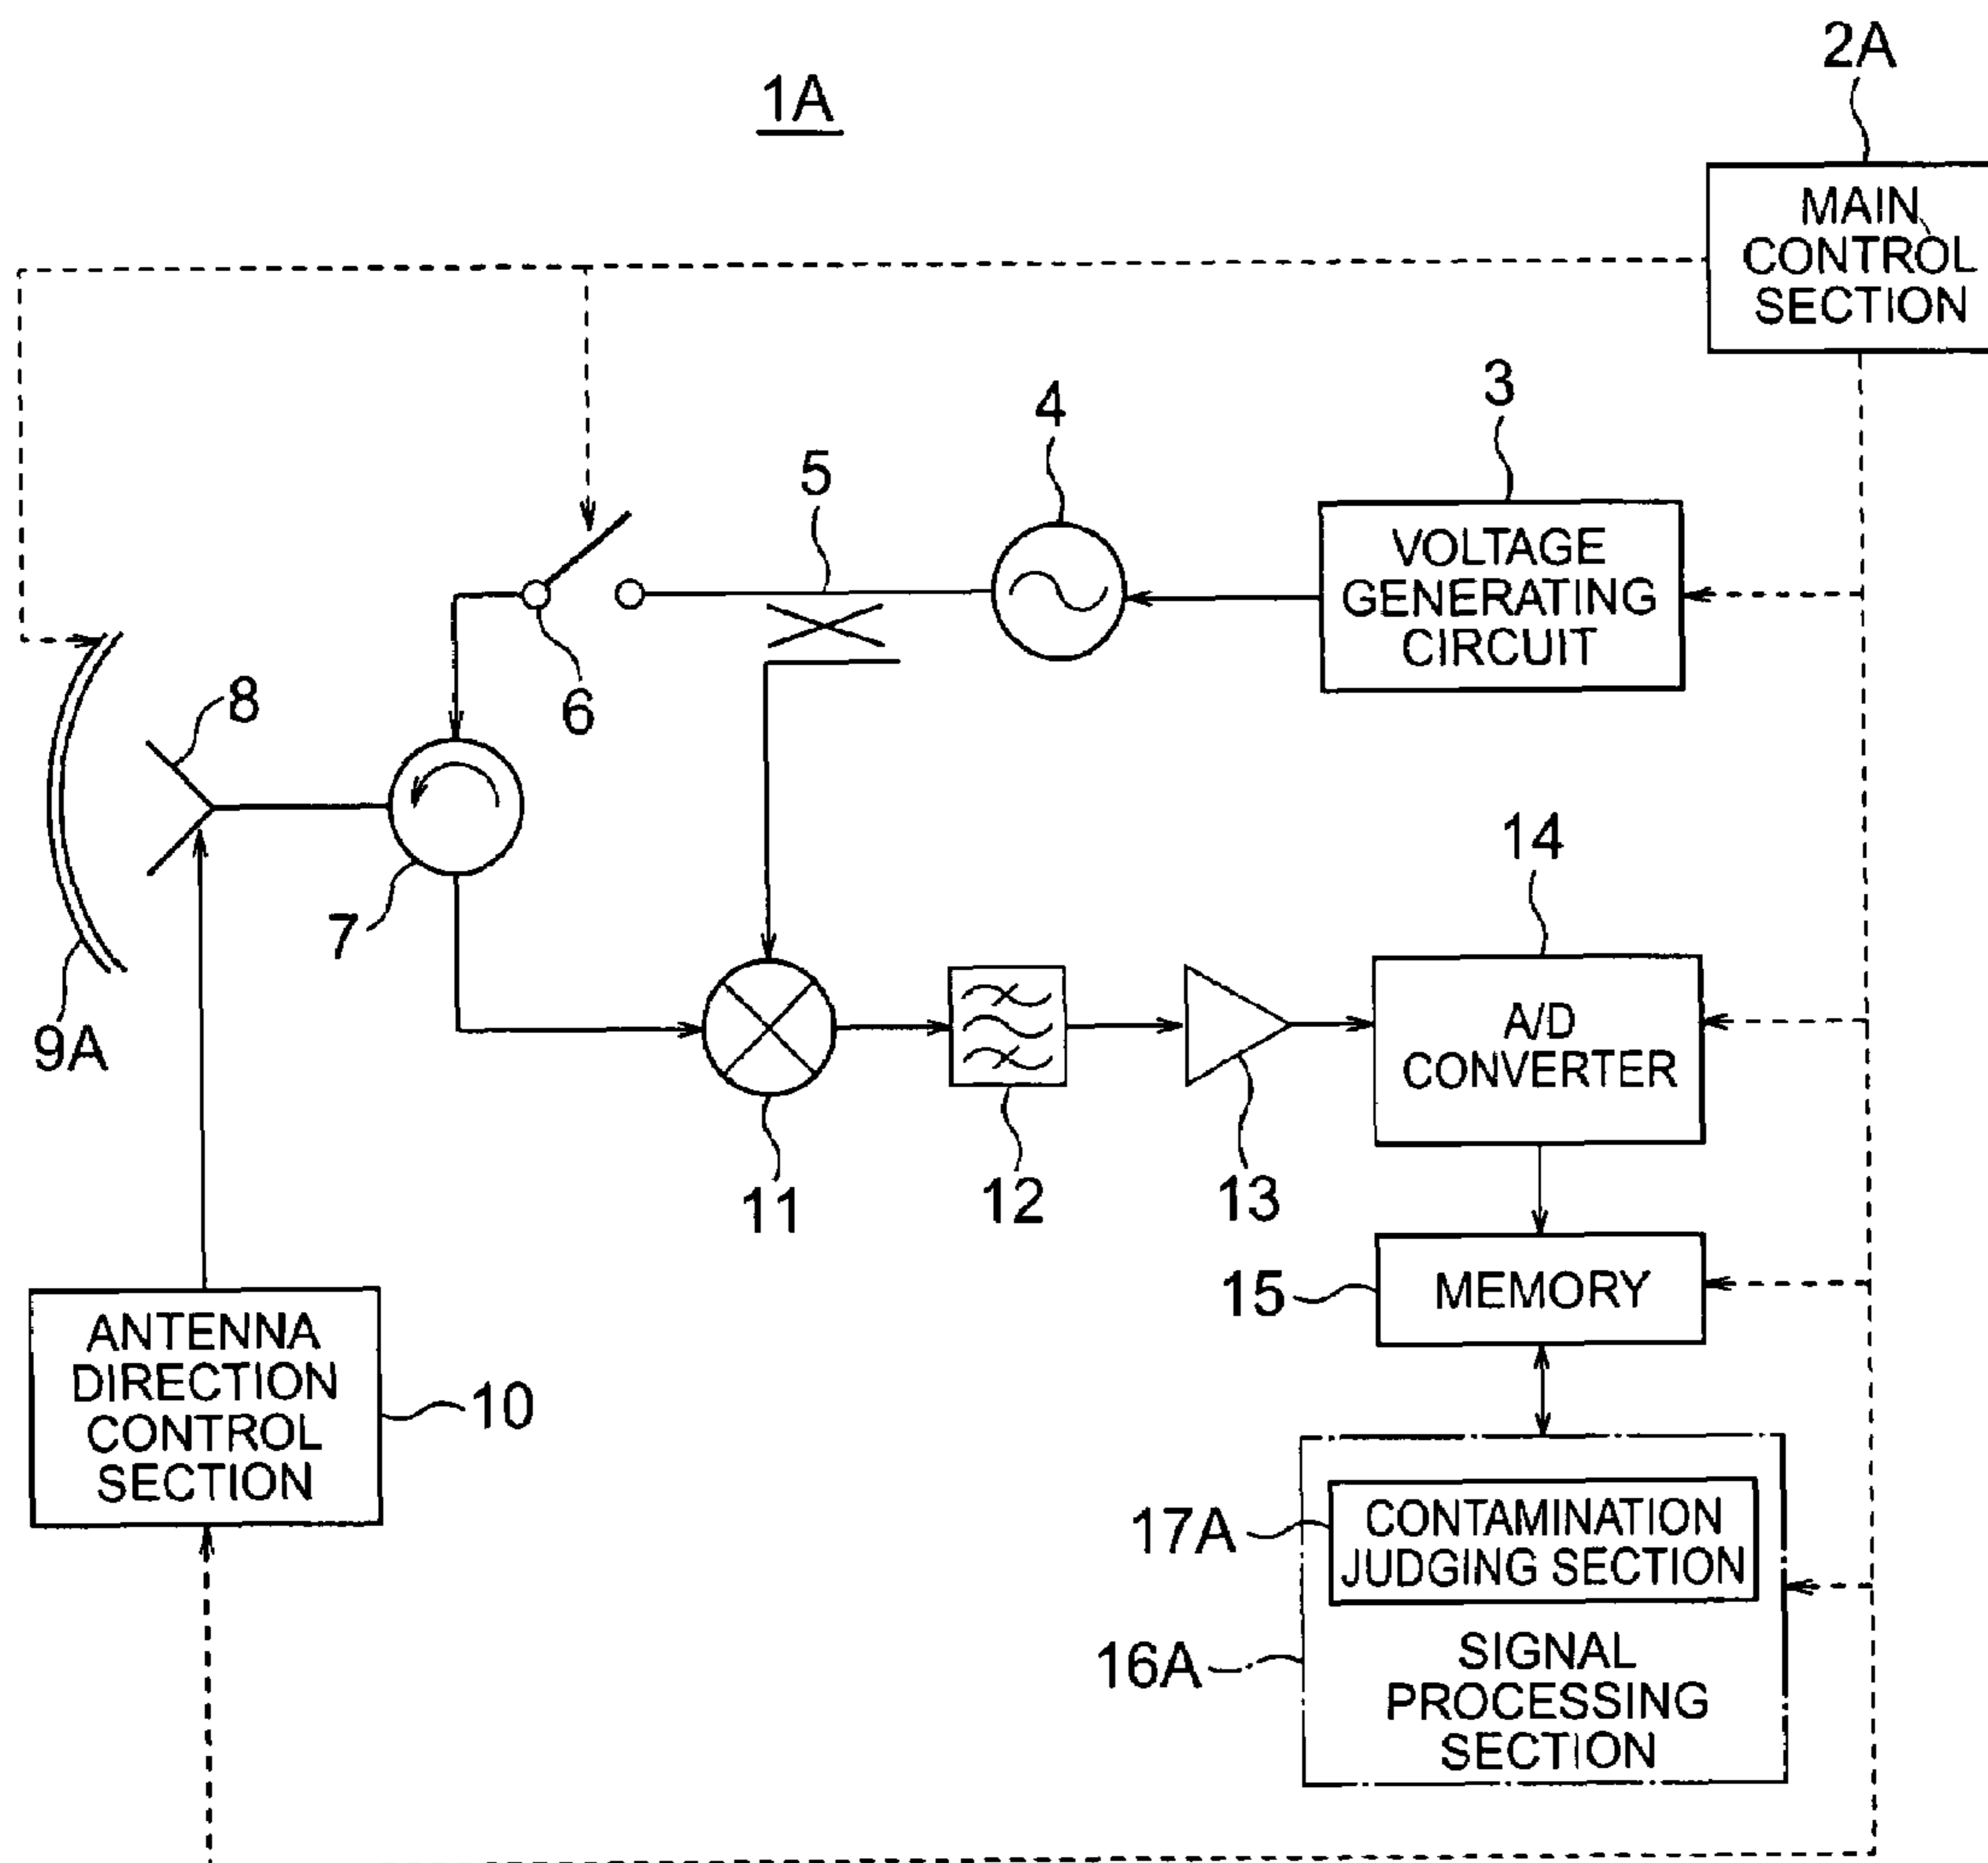 1A
2A
MAIN
CONTROL
SECTION
3
VOLTAGE
GENERATING
CIRCUIT
4
5
6
8
7
9A
14
A/D
CONVERTER
11
12
13
15
MEMORY
ANTENNA
DIRECTION
CONTROL
SECTION
10
17A
CONTAMINATION
JUDGING SECTION
16A
SIGNAL
PROCESSING
SECTION